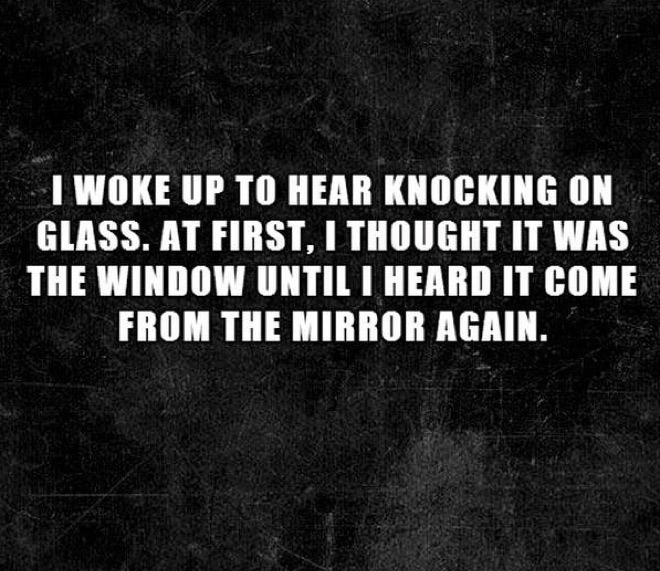 I WOKE UP TO HEAR KNOCKING ON
GLASS. AT FIRST, I THOUGHT IT WAS
THE WINDOW UNTIL I HEARD IT COME
FROM THE MIRROR AGAIN.